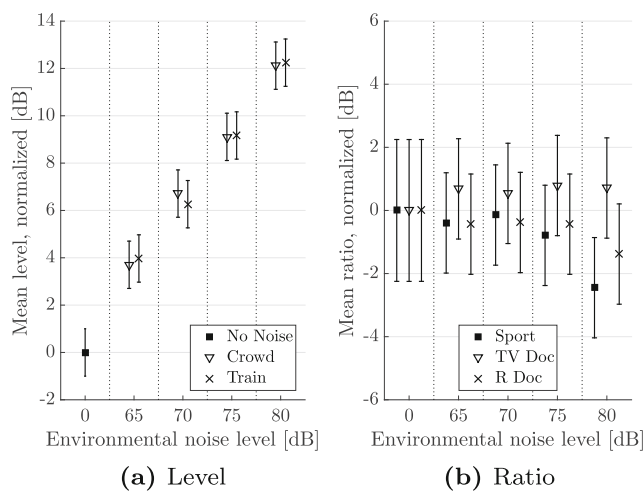 14
12
10
8
6
4
2
0
-2
Mean level, normalized [dB]
No Noise
Crowd
Train
0 65 70 75 80
Environmental noise level [dB]
(a) Level
6
4
2
0
-2
-4
-6
Mean ratio, normalized [dB]
Sport
TV Doc
R Doc
0 65 70 75 80
Environmental noise level [dB]
(b) Ratio